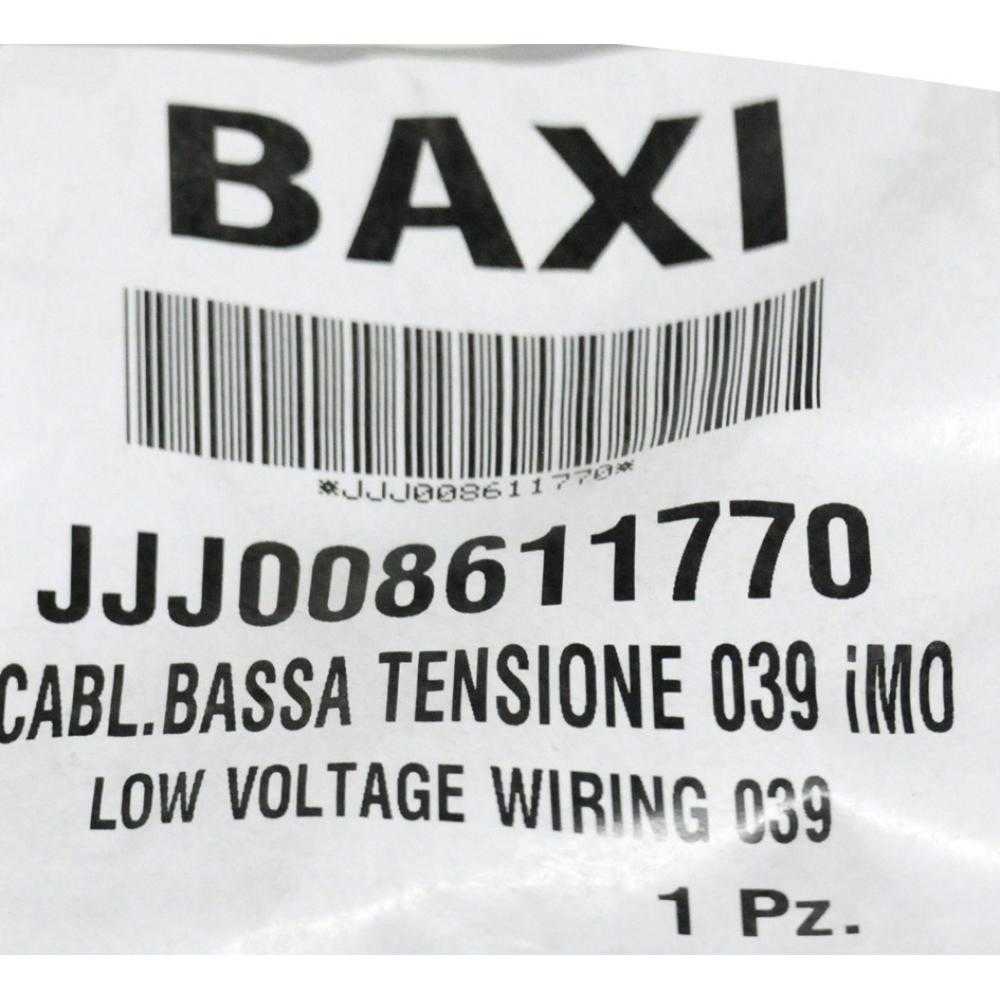 BAXI
*JJJ008611770*
JJJ008611770
CABL.BASSA TENSIONE 039 iMO
LOW VOLTAGE WIRING 039
1 Pz.